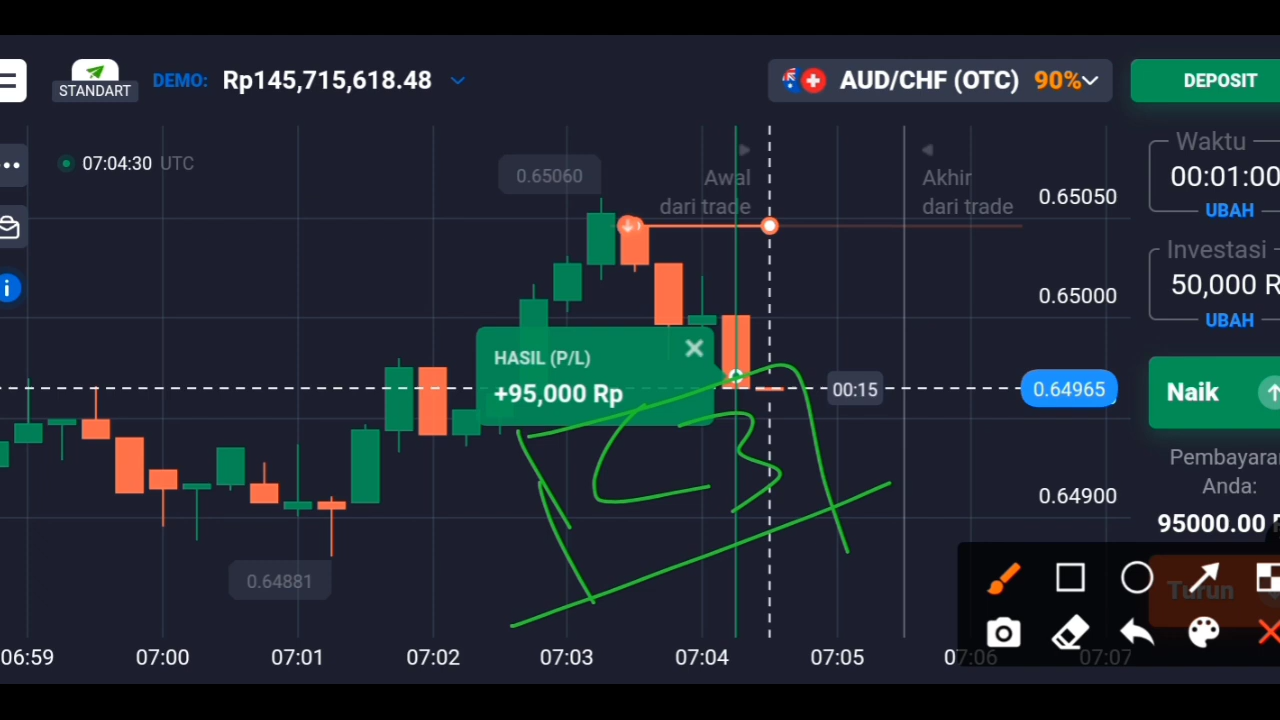 STANDART
DEMO: Rp145,715,618.48
AUD/CHF (OTC) 90%
DEPOSIT
07:04:30 UTC
0.65060
Awal
dari trade
Akhir
dari trade
0.65050
0.65000
0.64965
0.64900
Waktu
00:01:00
UBAH
Investasi
50,000 R
UBAH
HASIL (P/L)
+95,000 Rp
00:15
Naik
Pembayaran
Anda:
95000.00
Turun
0.64881
06:59 07:00 07:01 07:02 07:03 07:04 07:05 07:06 07:07